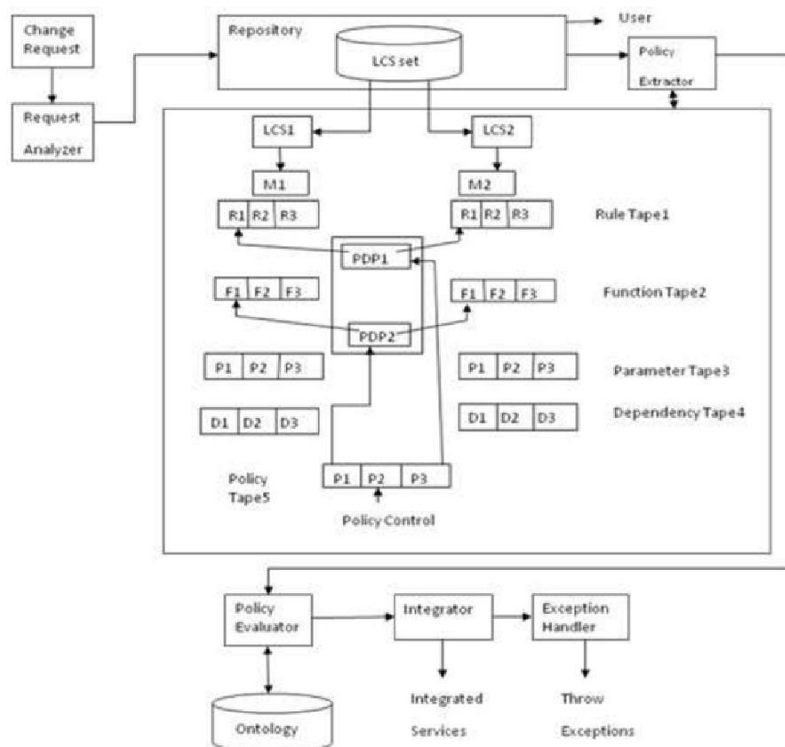 Change
Request
Repository
User
LCS set
Policy
Extractor
Request
Analyzer
LCS1
LCS2
M1
M2
R1 R2 R3
R1 R2 R3
Rule Tape1
PDP1
F1 F2 F3
F1 F2 F3
Function Tape2
PDP2
P1 P2 P3
P1 P2 P3
Parameter Tape3
D1 D2 D3
D1 D2 D3
Dependency Tape4
Policy
Tape5
P1 P2 P3
Policy Control
Policy
Evaluator
Integrator
Exception
Handler
Ontology
Integrated
Services
Throw
Exceptions